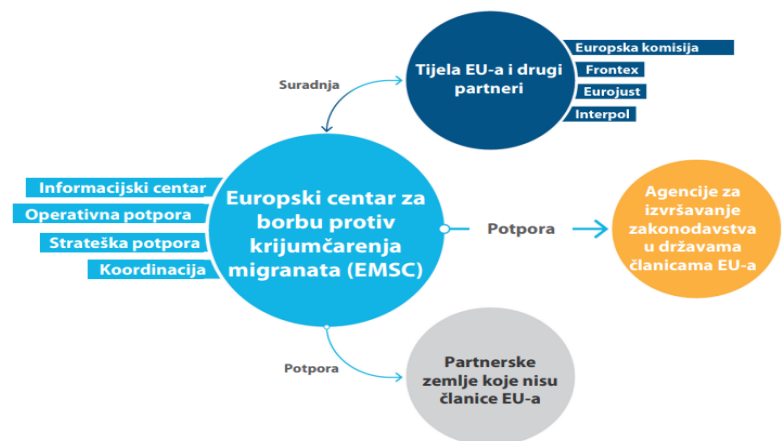 Tijela EU-a i drugi
partneri
Europska komisija
Frontex
Eurojust
Interpol
Suradnja
Informacijski centar
Operativna potpora
Strateška potpora
Koordinacija
Europski centar za
borbu protiv
krijumčarenja
migranata (EMSC)
Potpora
Agencije za
izvršavanje
zakonodavstva
u državama
članicama EU-a
Potpora
Partnerske
zemlje koje nisu
članice EU-a